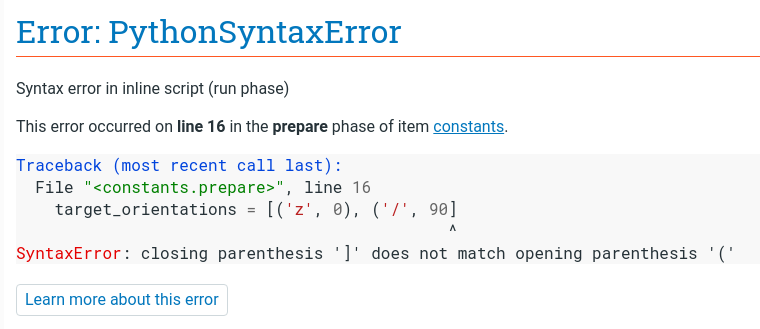 Error: PythonSyntaxError
Syntax error in inline script (run phase)
This error occurred on line 16 in the prepare phase of item constants.
Traceback (most recent call last):
  File "<constants.prepare>", line 16
    target_orientations = [('z', 0), ('/', 90]
                                             ^
SyntaxError: closing parenthesis ']' does not match opening parenthesis '('
Learn more about this error